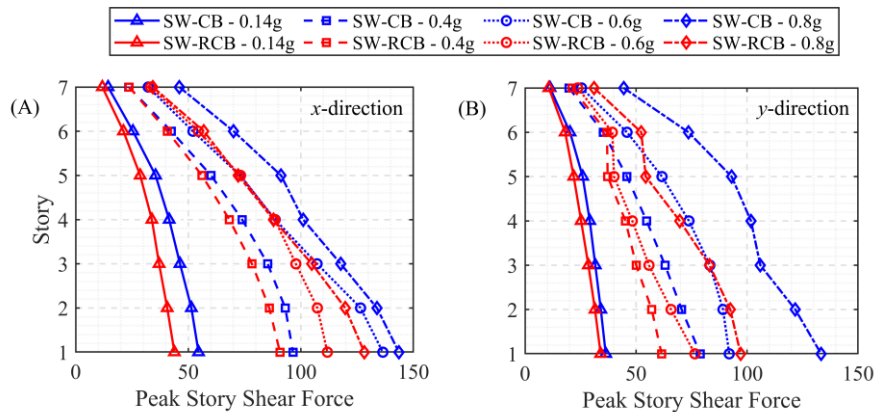 SW-CB - 0.14g SW-CB - 0.4g SW-CB - 0.6g SW-CB - 0.8g
SW-RCB - 0.14g SW-RCB - 0.4g SW-RCB - 0.6g SW-RCB - 0.8g
(A)
x-direction
7
6
5
4
3
2
1
Story
0 50 100 150
Peak Story Shear Force
(B)
y-direction
7
6
5
4
3
2
1
0 50 100 150
Peak Story Shear Force